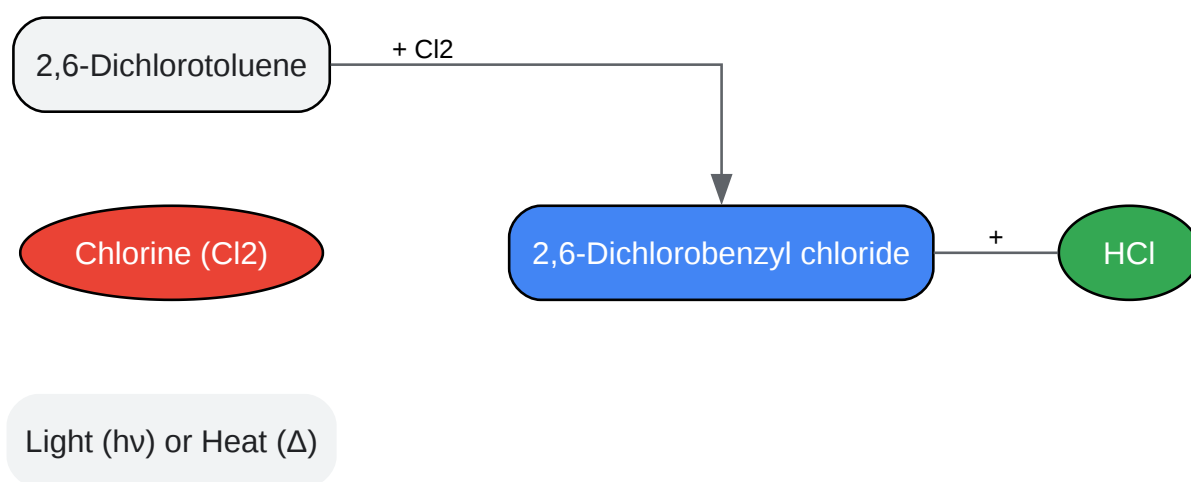 2,6-Dichlorotoluene
+ Cl2
Chlorine (Cl2)
2,6-Dichlorobenzyl chloride
+
HCl
Light (hν) or Heat (Δ)